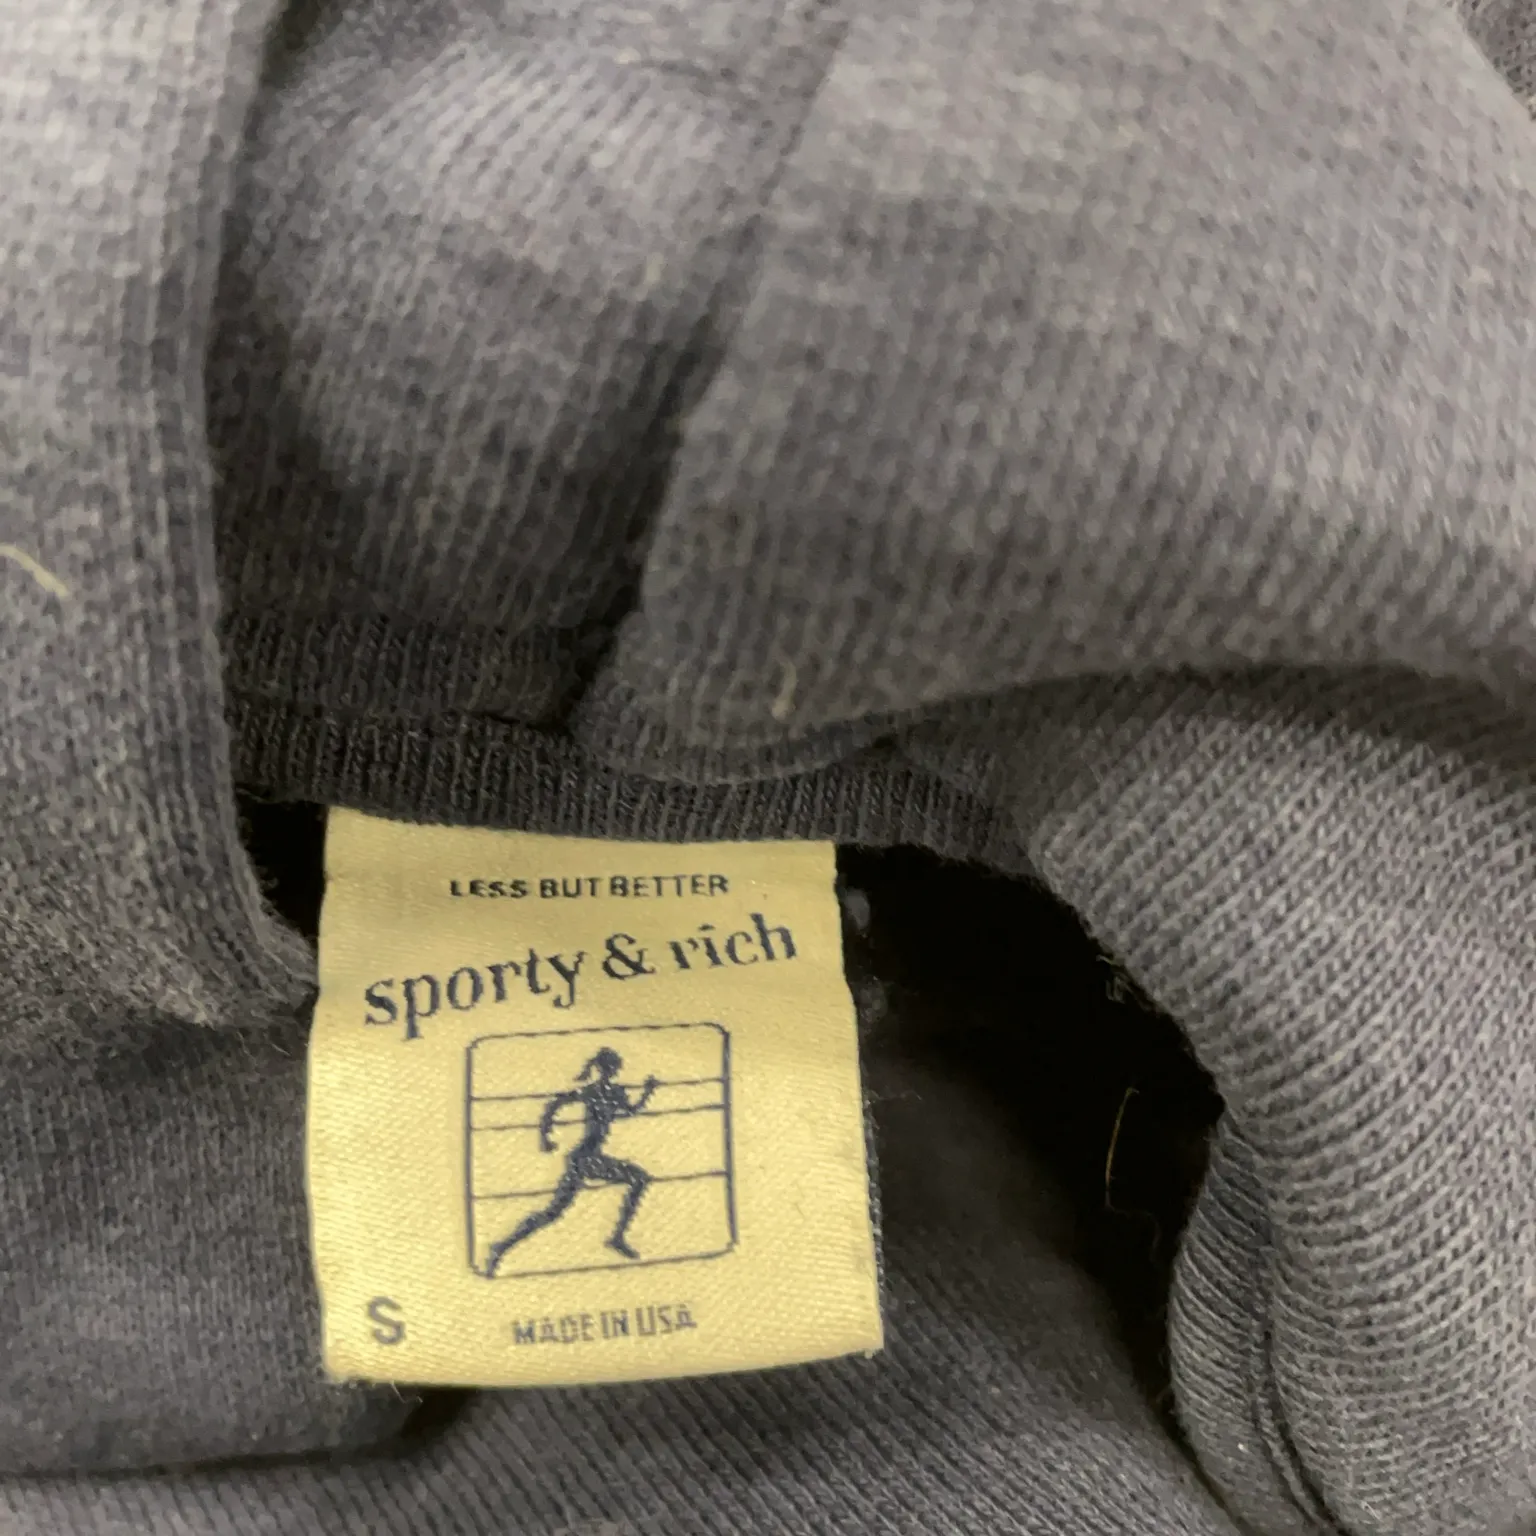 LESS BUT BETTER
sporty & rich
S MADE IN USA